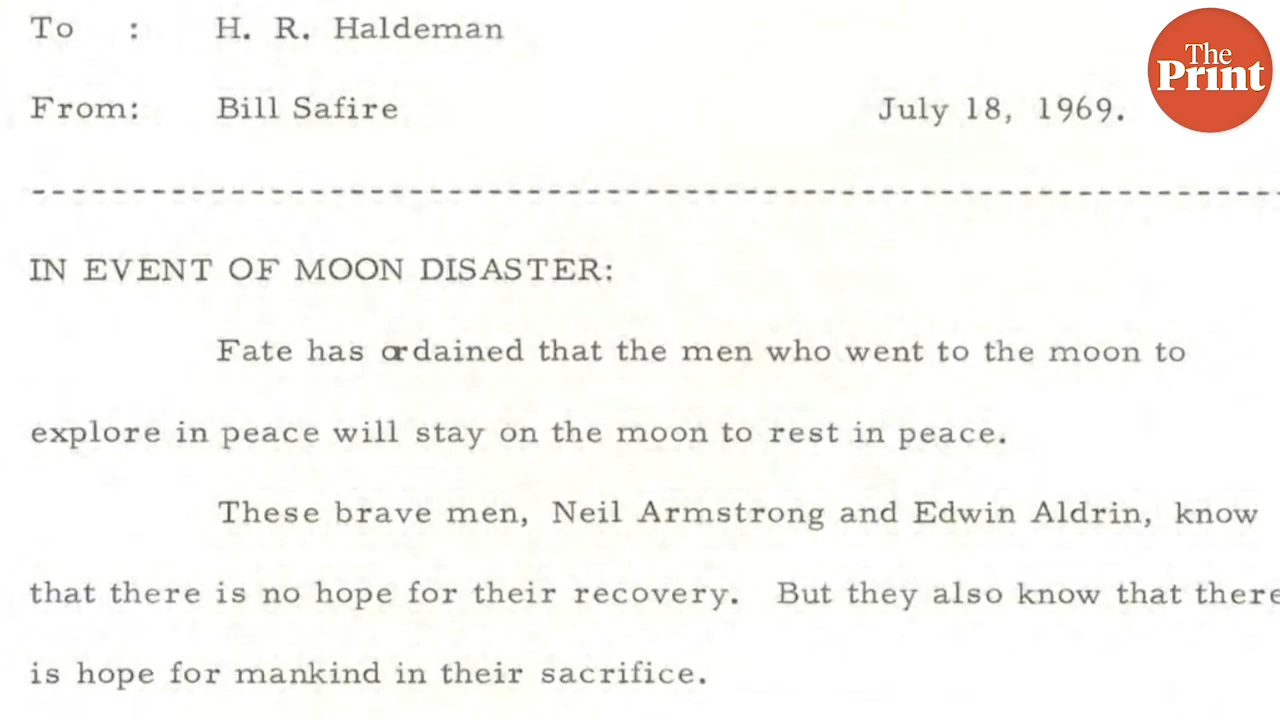 To : H. R. Haldeman
The
Print
From: Bill Safire July 18, 1969.
IN EVENT OF MOON DISASTER:
Fate has ordained that the men who went to the moon to
explore in peace will stay on the moon to rest in peace.
These brave men, Neil Armstrong and Edwin Aldrin, know
that there is no hope for their recovery. But they also know that there
is hope for mankind in their sacrifice.